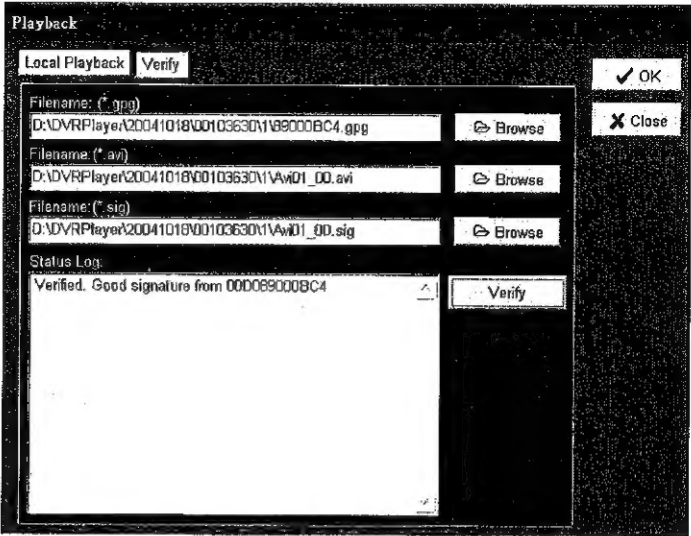 Playback
Local Playback Verify
OK
Filename: (*.gpg)
D:\DVRPlayer\20041018\00103630\1\89000BC4.gpg Browse
Close
Filename:(*.avi)
D:\DVRPlayer\20041018\00103630\1\Avi01_00.avi Browse
Filename:(*.sig)
D:\DVRPlayer\20041018\00103630\1\Avi01_00.sig Browse
Status Log:
Verified. Good signature from 000D89000BC4
Verify